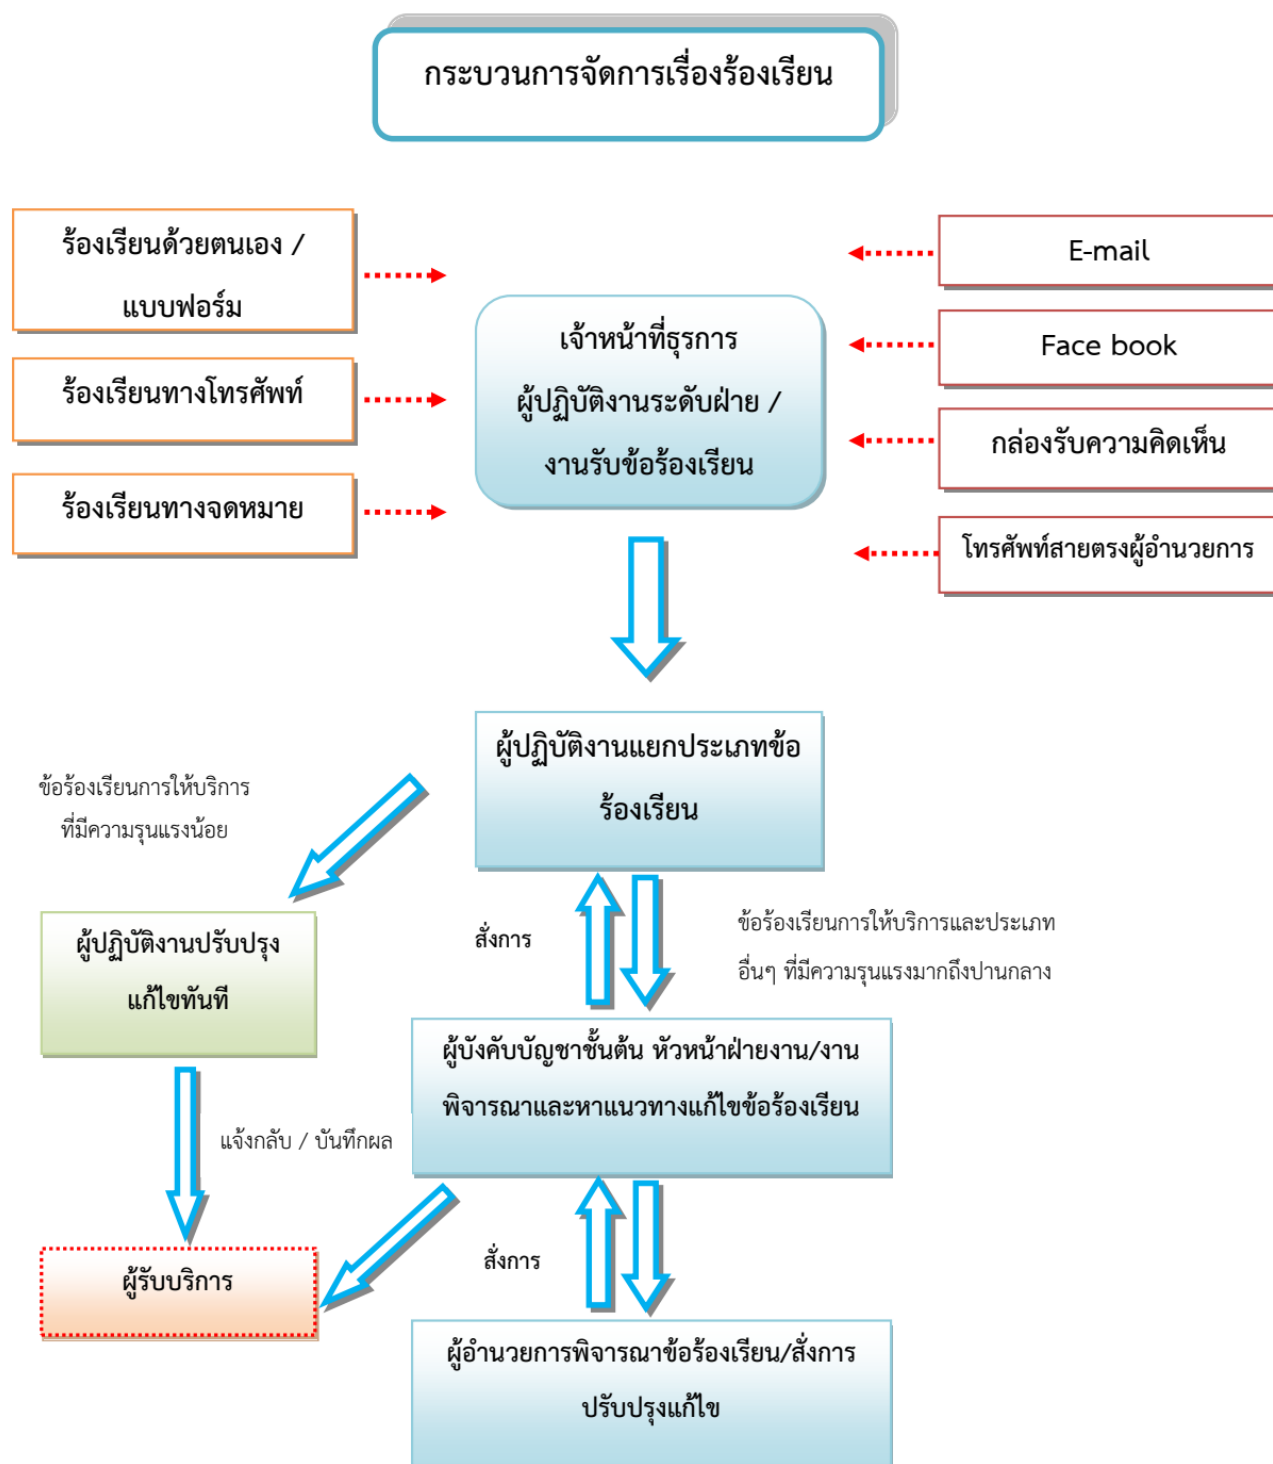 กระบวนการจัดการเรื่องร้องเรียน
ร้องเรียนด้วยตนเอง /
แบบฟอร์ม
ร้องเรียนทางโทรศัพท์
ร้องเรียนทางจดหมาย
เจ้าหน้าที่ธุรการ
ผู้ปฏิบัติงานระดับฝ่าย /
งานรับข้อร้องเรียน
E-mail
Face book
กล่องรับความคิดเห็น
โทรศัพท์สายตรงผู้อำนวยการ
ผู้ปฏิบัติงานแยกประเภทข้อ
ร้องเรียน
ข้อร้องเรียนการให้บริการ
ที่มีความรุนแรงน้อย
ผู้ปฏิบัติงานปรับปรุง
แก้ไขทันที
สั่งการ
ข้อร้องเรียนการให้บริการและประเภท
อื่นๆ ที่มีความรุนแรงมากถึงปานกลาง
ผู้บังคับบัญชาชั้นต้น หัวหน้าฝ่ายงาน/งาน
พิจารณาและหาแนวทางแก้ไขข้อร้องเรียน
แจ้งกลับ / บันทึกผล
ผู้รับบริการ
สั่งการ
ผู้อำนวยการพิจารณาข้อร้องเรียน/สั่งการ
ปรับปรุงแก้ไข